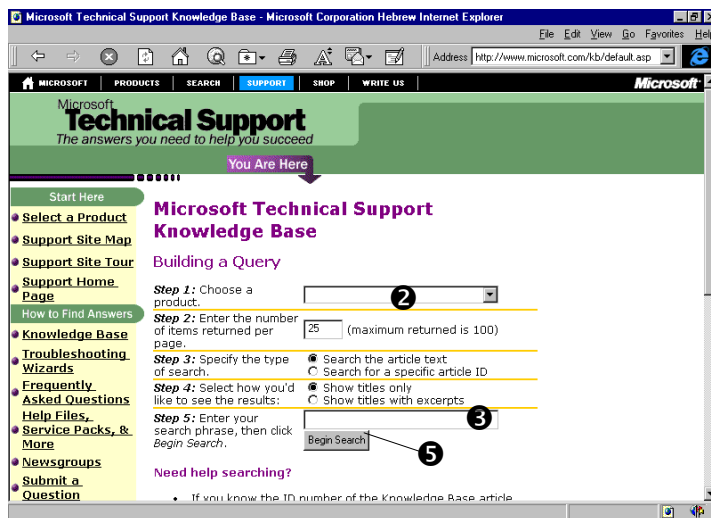 Microsoft Technical Support Knowledge Base - Microsoft Corporation Hebrew Internet Explorer
File Edit View Go Favorites Help
Address http://www.microsoft.com/kb/default.asp
MICROSOFT PRODUCTS SEARCH SUPPORT SHOP WRITE US Microsoft
Microsoft
Technical Support
The answers you need to help you succeed
You Are Here
Start Here
Select a Product
Support Site Map
Support Site Tour
Support Home
Page
How to Find Answers
Knowledge Base
Troubleshooting
Wizards
Frequently
Asked Questions
Help Files,
Service Packs, &
More
Newsgroups
Submit a
Question
Microsoft Technical Support
Knowledge Base
Building a Query
Step 1: Choose a
product.
2
Step 2: Enter the number
of items returned per
page.
25 (maximum returned is 100)
Step 3: Specify the type
of search.
Search the article text
Search for a specific article ID
Step 4: Select how you'd
like to see the results:
Show titles only
Show titles with excerpts
Step 5: Enter your
search phrase, then click
Begin Search.
3
Begin Search
5
Need help searching?
If you know the ID number of the Knowledge Base article